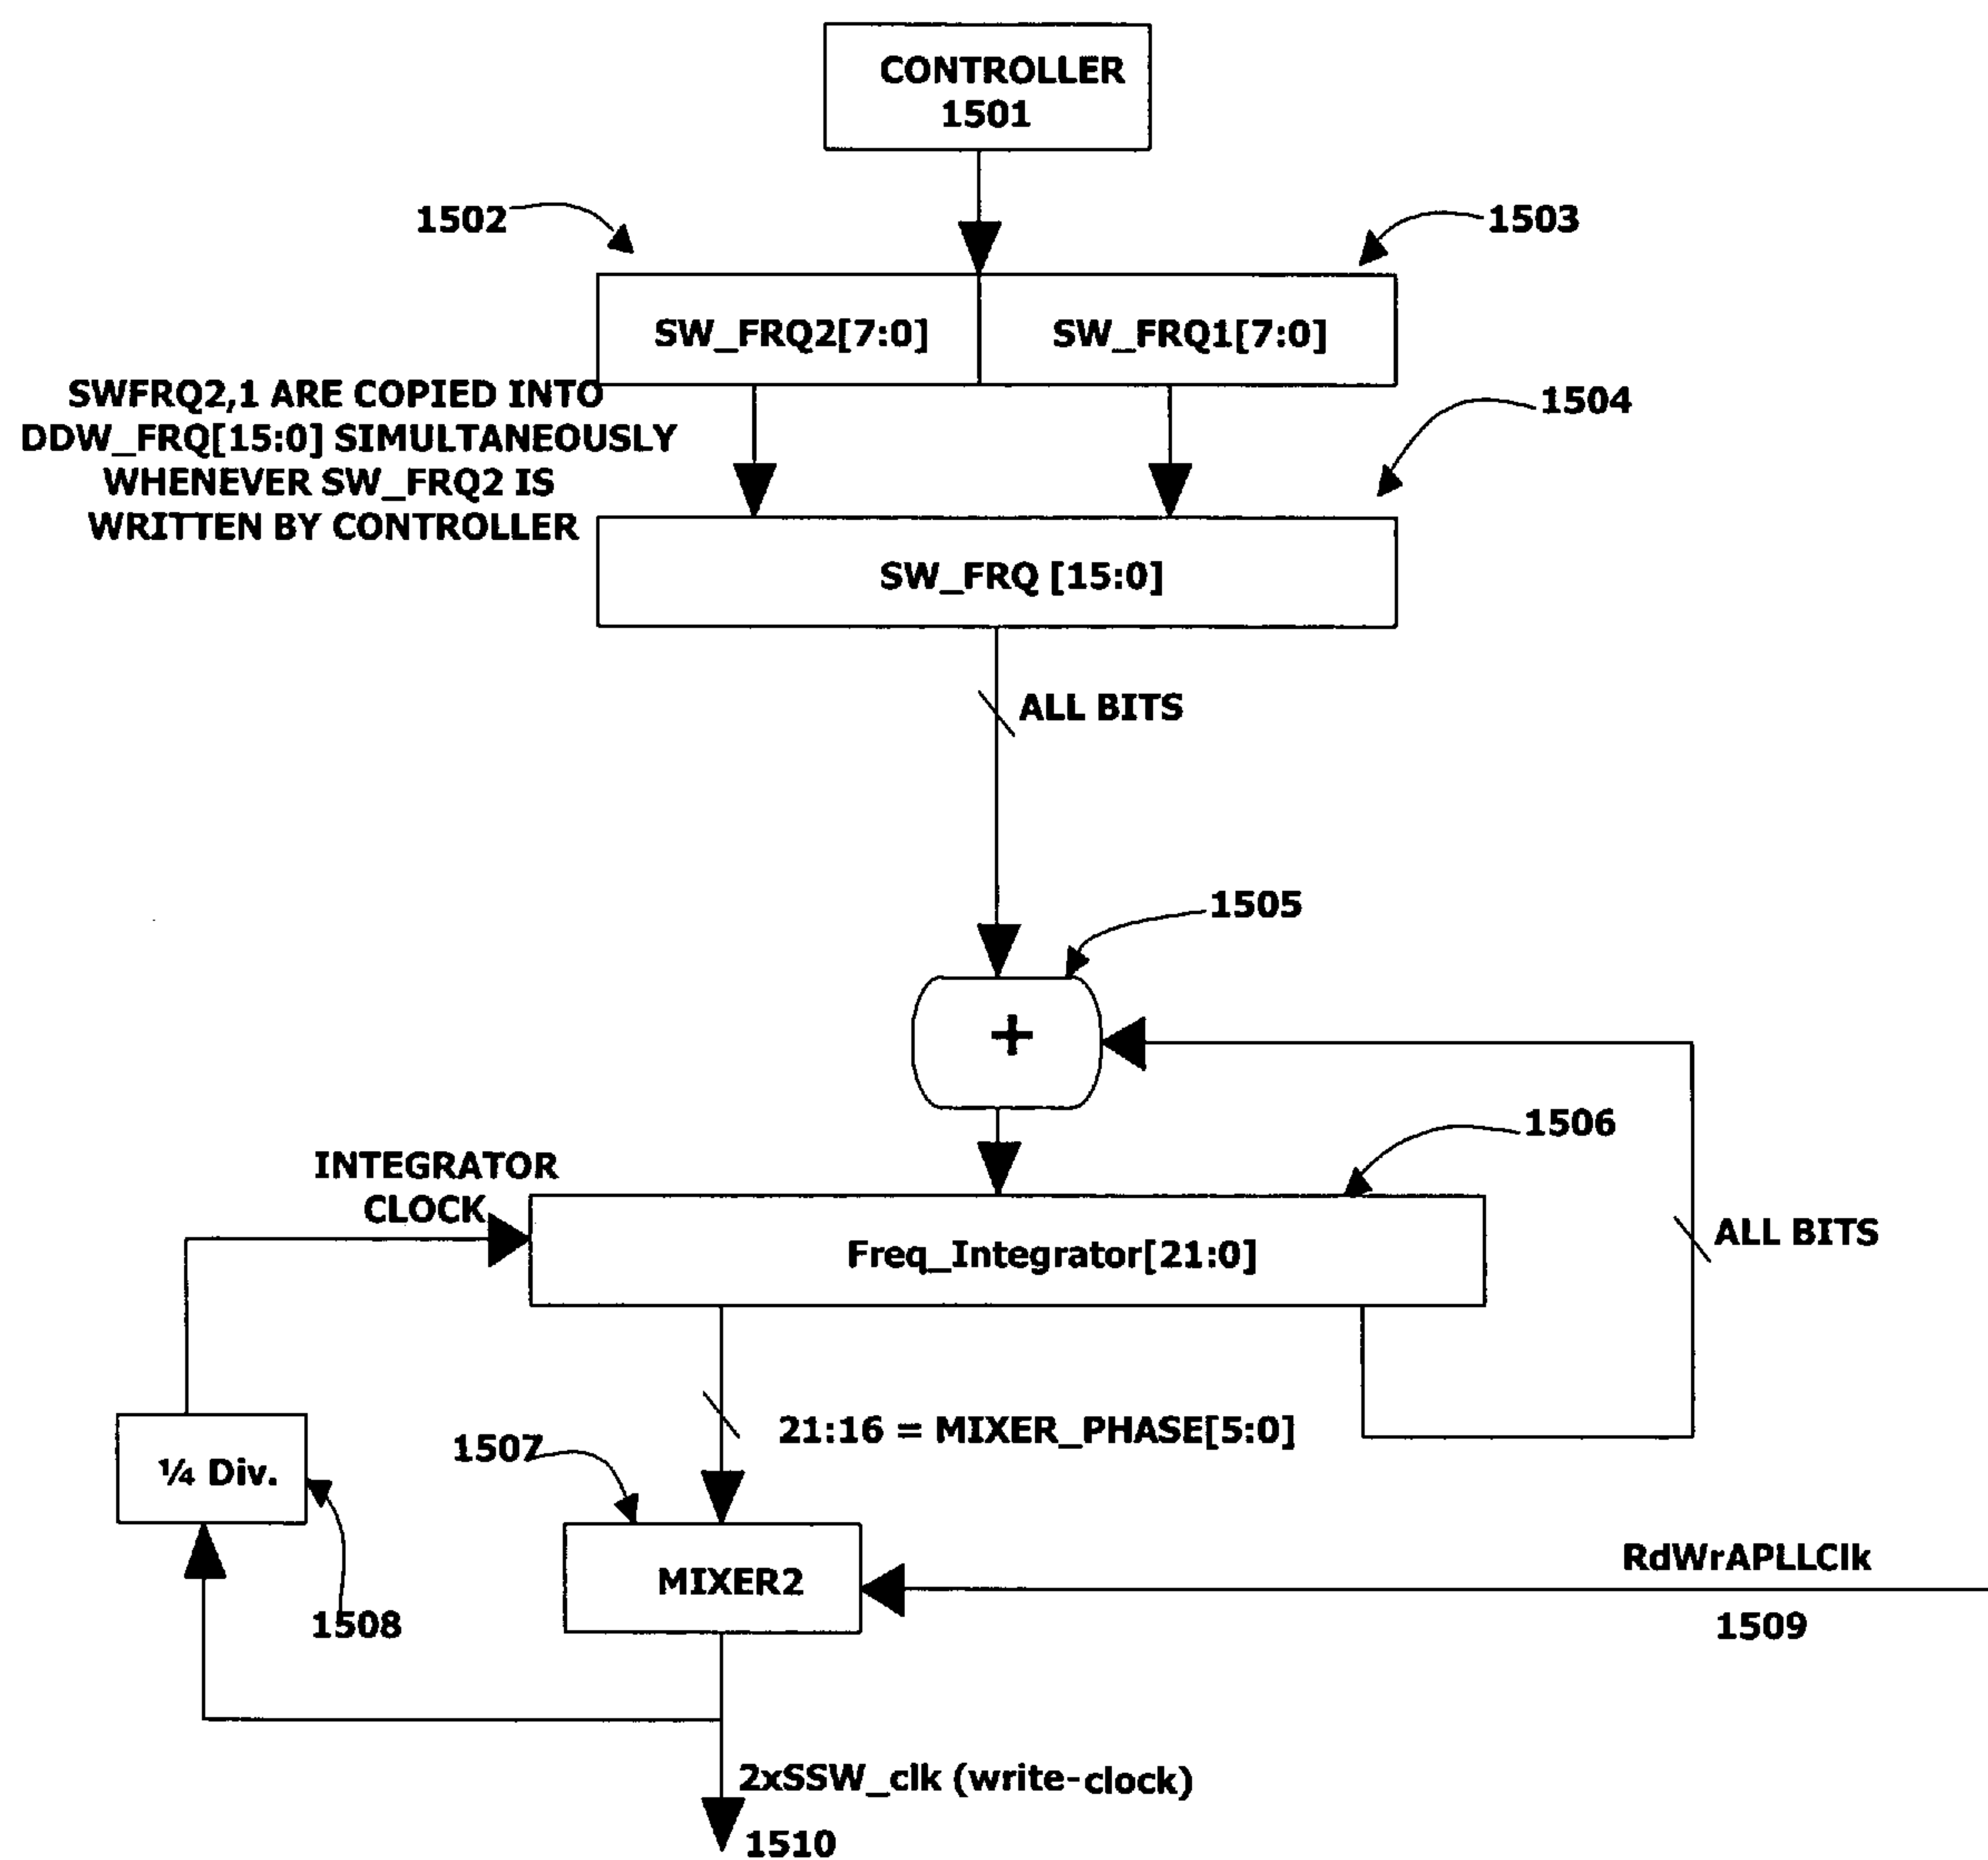 CONTROLLER
1501
1502
1503
SW_FRQ2[7:0]
SW_FRQ1[7:0]
SWFRQ2,1 ARE COPIED INTO
DDW_FRQ[15:0] SIMULTANEOUSLY
WHENEVER SW_FRQ2 IS
WRITTEN BY CONTROLLER
1504
SW_FRQ [15:0]
ALL BITS
1505
+
1506
INTEGRATOR
CLOCK
Freq_Integrator[21:0]
ALL BITS
21:16 = MIXER_PHASE[5:0]
1507
¼ Div.
1508
MIXER2
RdWrAPLLClk
1509
2xSSW_clk (write-clock)
1510